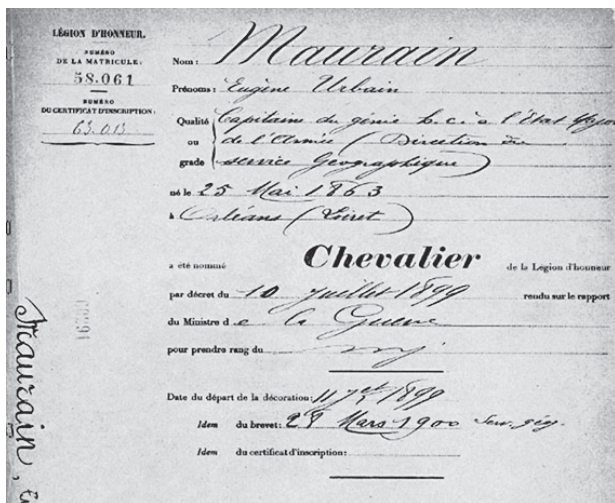 LÉGION D'HONNEUR.
NUMÉRO
DE LA MATRICULE:
58.061
NUMÉRO
DU CERTIFICAT D'INSCRIPTION:
63.013
Nom: Maurain
Prénoms: Eugène Urbain
Qualité Capitaine du génie h.c. à l'État Major
ou de l'Armée (Direction du
grade service Géographique)
né le 25 Mai 1863
à Orléans (Loiret)
a été nommé Chevalier de la Légion d'honneur
par décret du 10 juillet 1899 rendu sur le rapport
du Ministre de la Guerre
pour prendre rang du
Date du départ de la décoration: 11 1899
Idem du brevet: 28 Mars 1900 Serv. géog.
Idem du certificat d'inscription:
Maurain,